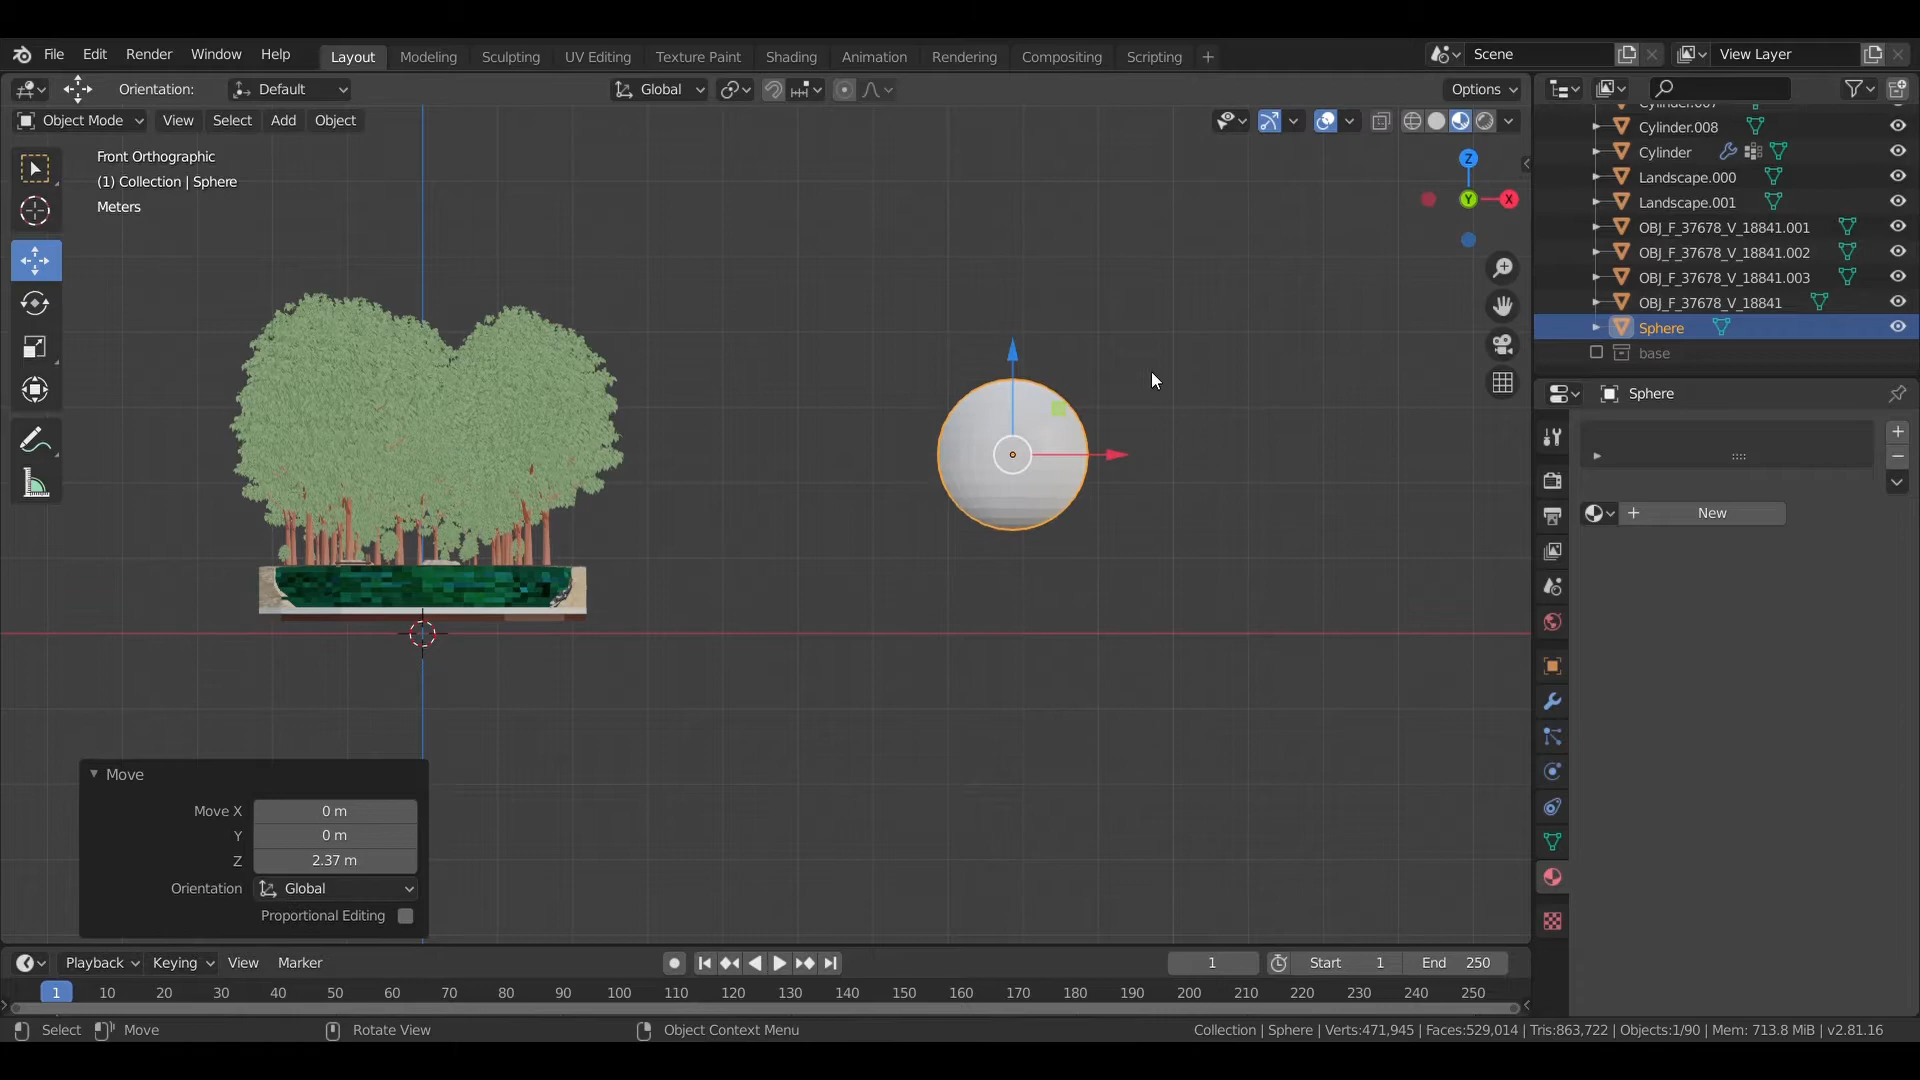 File Edit Render Window Help Layout Modeling Sculpting UV Editing Texture Paint Shading Animation Rendering Compositing Scripting + Scene View Layer
Orientation: Default Global Options
Object Mode View Select Add Object
Front Orthographic
(1) Collection | Sphere
Meters
Z
Y
X
Cylinder.007
Cylinder.008
Cylinder
Landscape.000
Landscape.001
OBJ_F_37678_V_18841.001
OBJ_F_37678_V_18841.002
OBJ_F_37678_V_18841.003
OBJ_F_37678_V_18841
Sphere
base
Sphere
+ New
Move
Move X 0 m
Y 0 m
Z 2.37 m
Orientation Global
Proportional Editing
Playback Keying View Marker 1 Start 1 End 250
1 10 20 30 40 50 60 70 80 90 100 110 120 130 140 150 160 170 180 190 200 210 220 230 240 250
Select Move Rotate View Object Context Menu Collection | Sphere | Verts:471,945 | Faces:529,014 | Tris:863,722 | Objects:1/90 | Mem: 713.8 MiB | v2.81.16